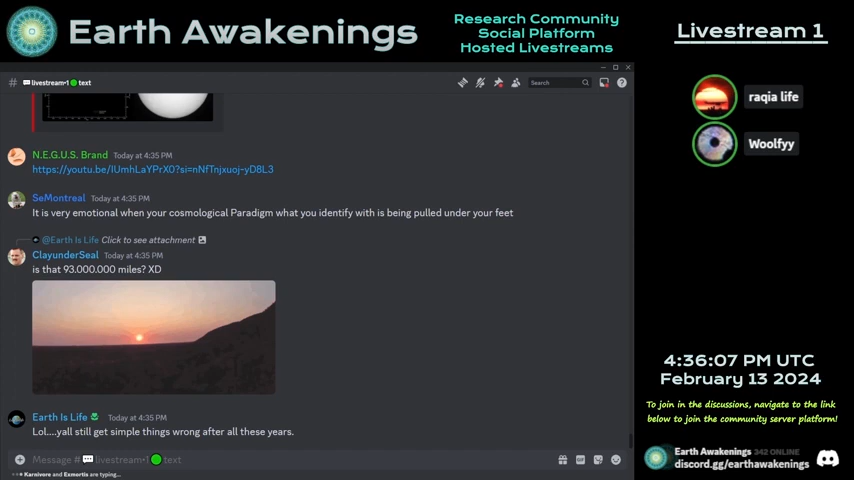 Earth Awakenings
Research Community
Social Platform
Hosted Livestreams
Livestream 1
# livestream•1 text
Search
raqia life
Woolfyy
N.E.G.U.S. Brand Today at 4:35 PM
https://youtu.be/IUmhLaYPrX0?si=nNfTnjxuoj-yD8L3
SeMontreal Today at 4:35 PM
It is very emotional when your cosmological Paradigm what you identify with is being pulled under your feet
@Earth Is Life Click to see attachment
ClayunderSeal Today at 4:35 PM
is that 93.000.000 miles? XD
Earth Is Life Today at 4:35 PM
Lol....yall still get simple things wrong after all these years.
Message # livestream•1 text
GIF
Karnivore and Exmortis are typing...
4:36:07 PM UTC
February 13 2024
To join in the discussions, navigate to the link
below to join the community server platform!
Earth Awakenings 342 ONLINE
discord.gg/earthawakenings